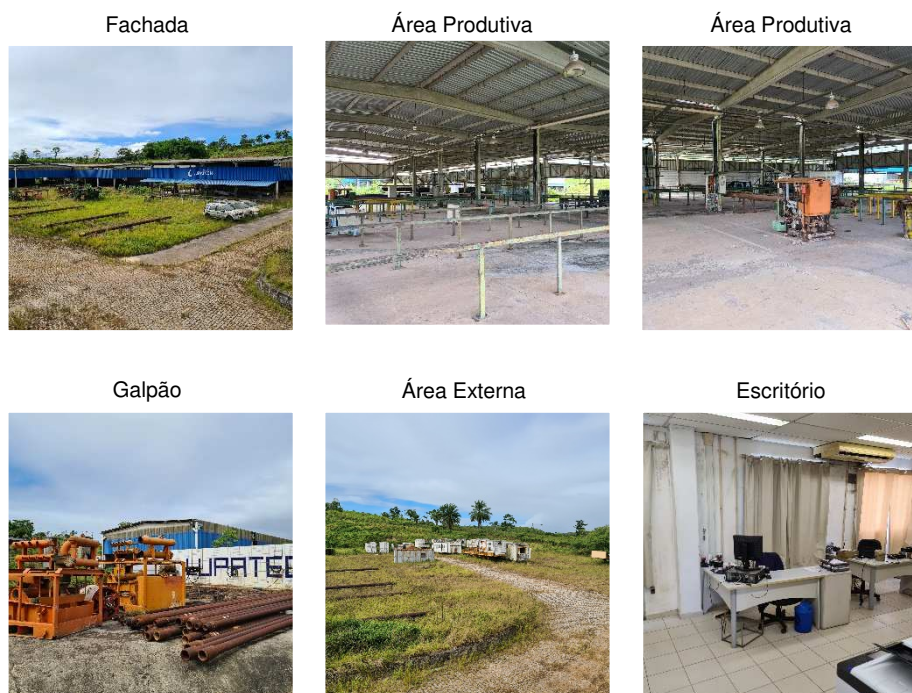 Fachada
Área Produtiva
Área Produtiva
Galpão
Área Externa
Escritório